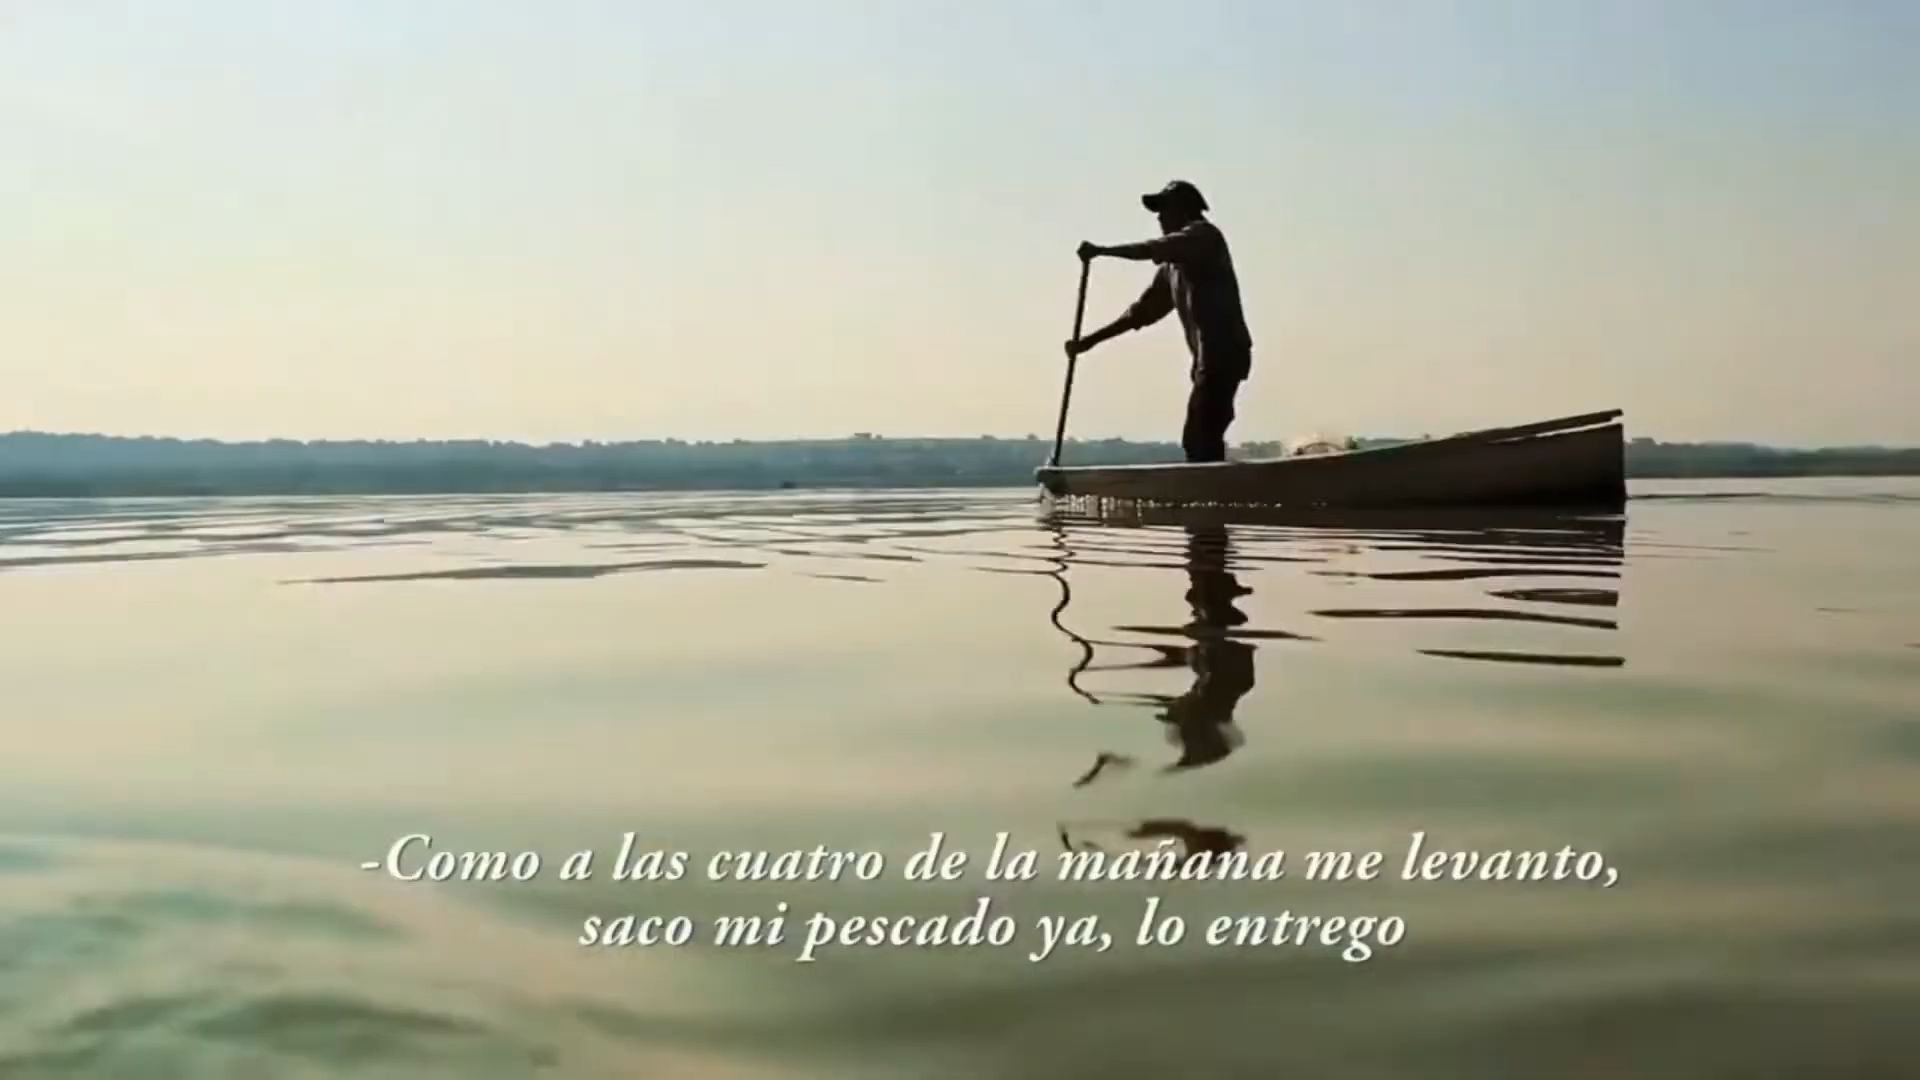 -Como a las cuatro de la mañana me levanto,
saco mi pescado ya, lo entrego